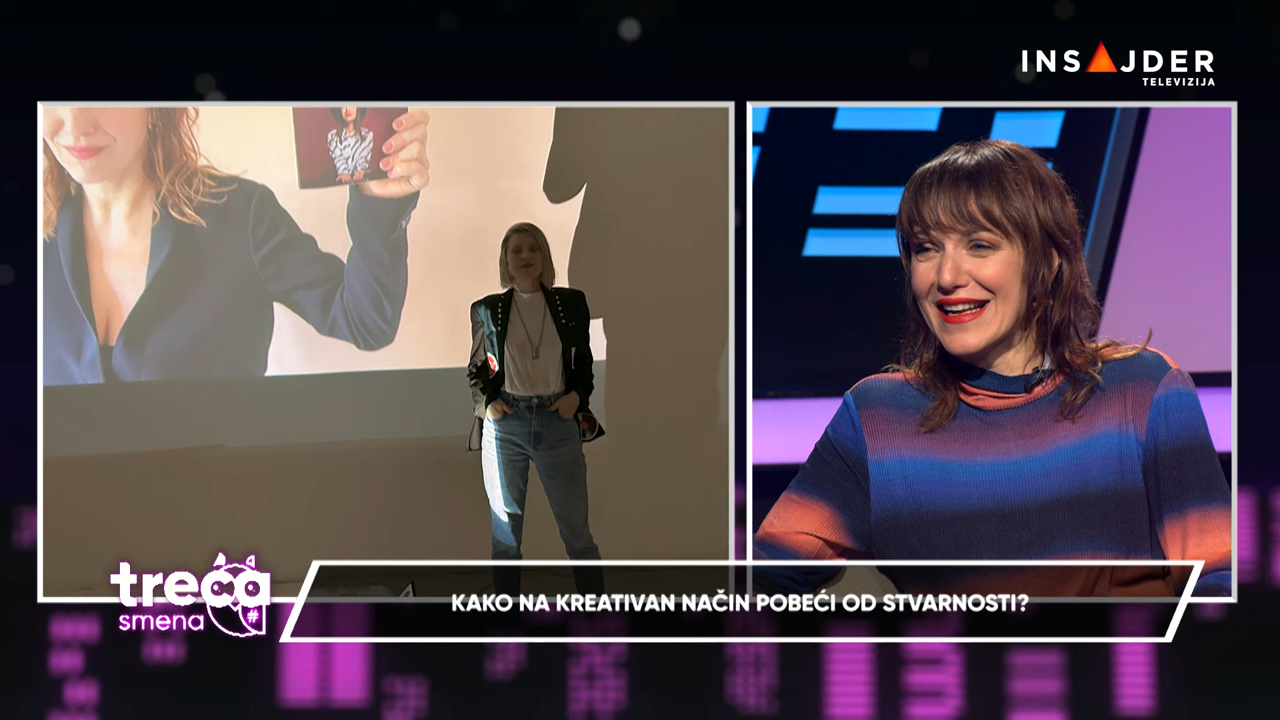 INSAJDER
TELEVIZIJA
treća
smena #
KAKO NA KREATIVAN NAČIN POBEĆI OD STVARNOSTI?